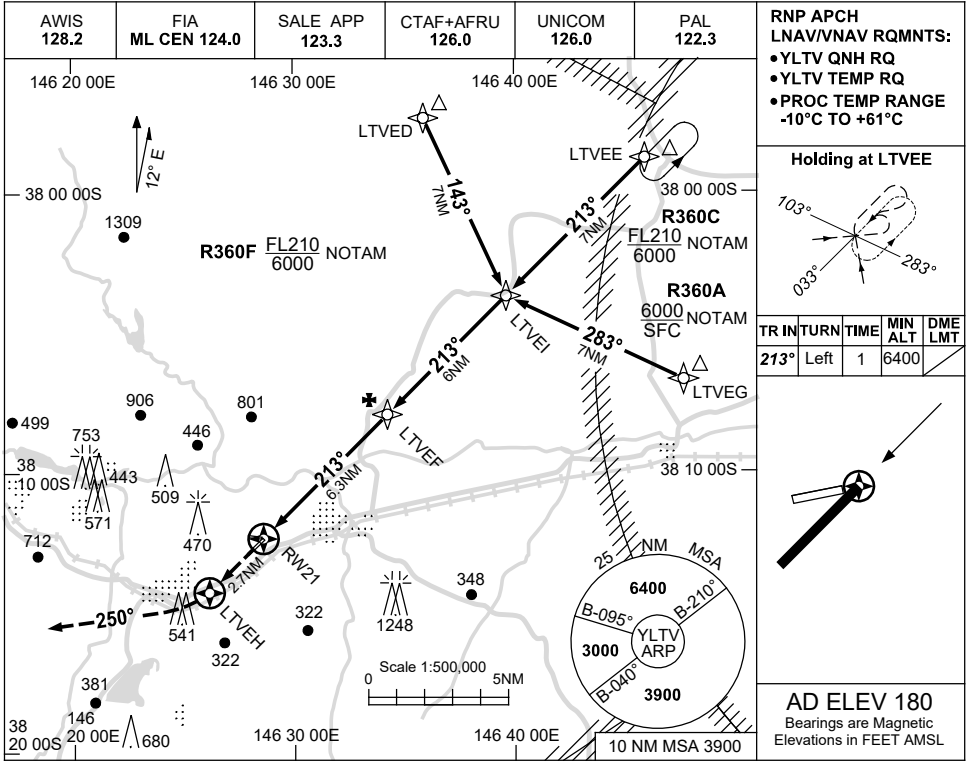 AWIS
128.2
FIA
ML CEN 124.0
SALE APP
123.3
CTAF+AFRU
126.0
UNICOM
126.0
PAL
122.3
RNP APCH
LNAV/VNAV RQMNTS:
•YLTV QNH RQ
•YLTV TEMP RQ
•PROC TEMP RANGE
-10°C TO +61°C
146 20 00E
146 30 00E
146 40 00E
LTVED
LTVEE
12° E
38 00 00S
38 00 00S
143°
7NM
213°
7NM
1309
R360F FL210 NOTAM
6000
R360C
FL210 NOTAM
6000
R360A
6000 NOTAM
SFC
LTVEI
283°
7NM
LTVEG
213°
6NM
LTVEF
Holding at LTVEE
103°
033°
283°
TR IN TURN TIME MIN ALT DME LMT
213° Left 1 6400
499
906
801
753
446
443
38
10 00S
38 10 00S
509
571
470
213°
6.3NM
712
RW21
2.7NM
LTVEH
250°
541
322
322
348
1248
381
680
25 NM MSA
6400
B-095°
B-210°
3000
YLTV
ARP
B-040°
3900
Scale 1:500,000
0 5NM
38
20 00S
146
20 00E
146 30 00E
146 40 00E
10 NM MSA 3900
AD ELEV 180
Bearings are Magnetic
Elevations in FEET AMSL